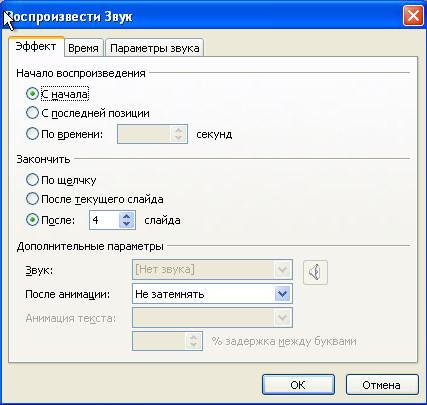 Воспроизвести Звук
Эффект Время Параметры звука
Начало воспроизведения
С начала
С последней позиции
По времени: секунд
Закончить
По щелчку
После текущего слайда
После: 4 слайда
Дополнительные параметры
Звук: [Нет звука]
После анимации: Не затемнять
Анимация текста:
% задержка между буквами
ОК Отмена